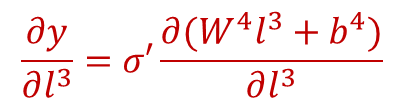 ∂y/∂l³ = σ′ ∂(W⁴l³ + b⁴)/∂l³